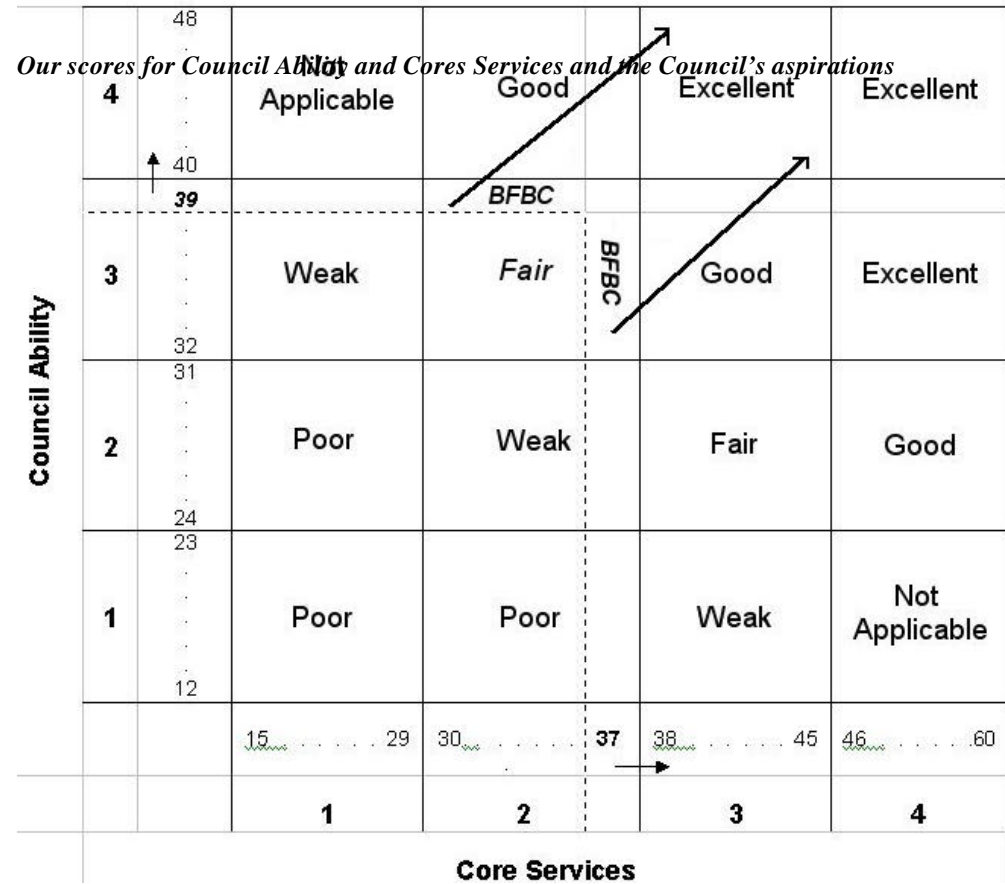 48
Our scores for Council Ability and Cores Services and the Council's aspirations
4
Not
Applicable
Good
Excellent
Excellent
40
39
BFBC
3
Weak
Fair
BFBC
Good
Excellent
Council Ability
32
31
2
Poor
Weak
Fair
Good
24
23
1
Poor
Poor
Weak
Not
Applicable
12
15 . . . . . 29 30 . . . . . . 37 38 . . . . . . 45 46 . . . . . .60
1 2 3 4
Core Services